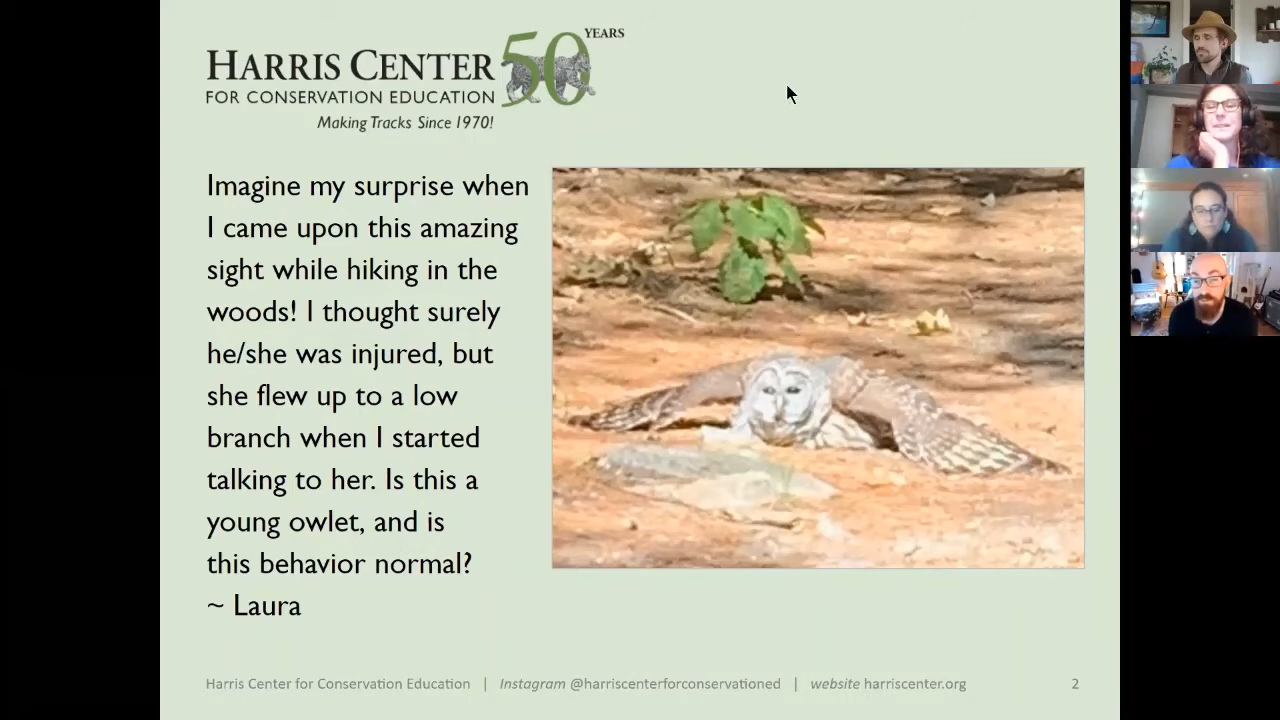 HARRIS CENTER 50 YEARS
FOR CONSERVATION EDUCATION
Making Tracks Since 1970!
Imagine my surprise when
I came upon this amazing
sight while hiking in the
woods! I thought surely
he/she was injured, but
she flew up to a low
branch when I started
talking to her. Is this a
young owlet, and is
this behavior normal?
~ Laura
Harris Center for Conservation Education | Instagram @harriscenterforconservationed | website harriscenter.org 2